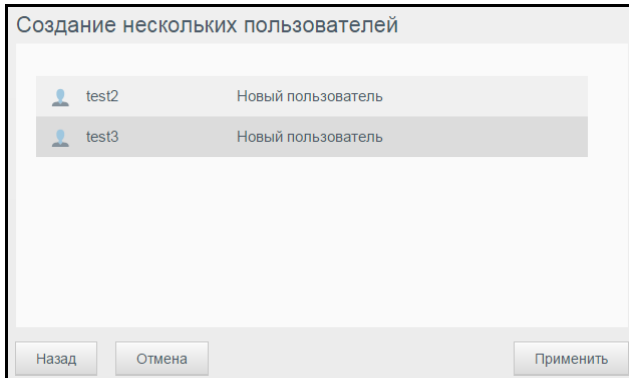 Создание нескольких пользователей
test2 Новый пользователь
test3 Новый пользователь
Назад Отмена Применить